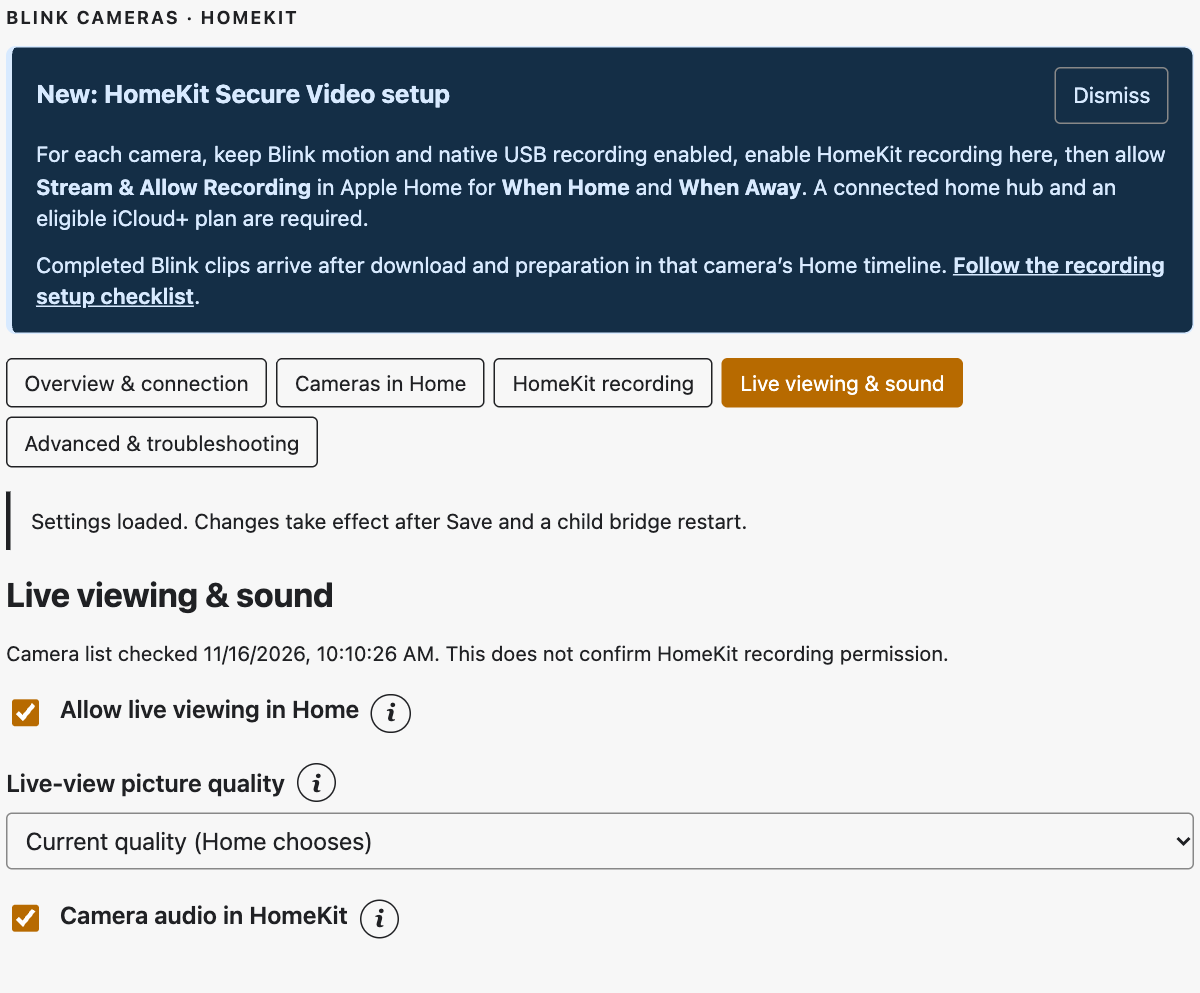 BLINK CAMERAS · HOMEKIT
New: HomeKit Secure Video setup
Dismiss
For each camera, keep Blink motion and native USB recording enabled, enable HomeKit recording here, then allow
Stream & Allow Recording in Apple Home for When Home and When Away. A connected home hub and an
eligible iCloud+ plan are required.
Completed Blink clips arrive after download and preparation in that camera’s Home timeline. Follow the recording
setup checklist.
Overview & connection
Cameras in Home
HomeKit recording
Live viewing & sound
Advanced & troubleshooting
Settings loaded. Changes take effect after Save and a child bridge restart.
Live viewing & sound
Camera list checked 11/16/2026, 10:10:26 AM. This does not confirm HomeKit recording permission.
Allow live viewing in Home i
Live-view picture quality i
Current quality (Home chooses)
Camera audio in HomeKit i